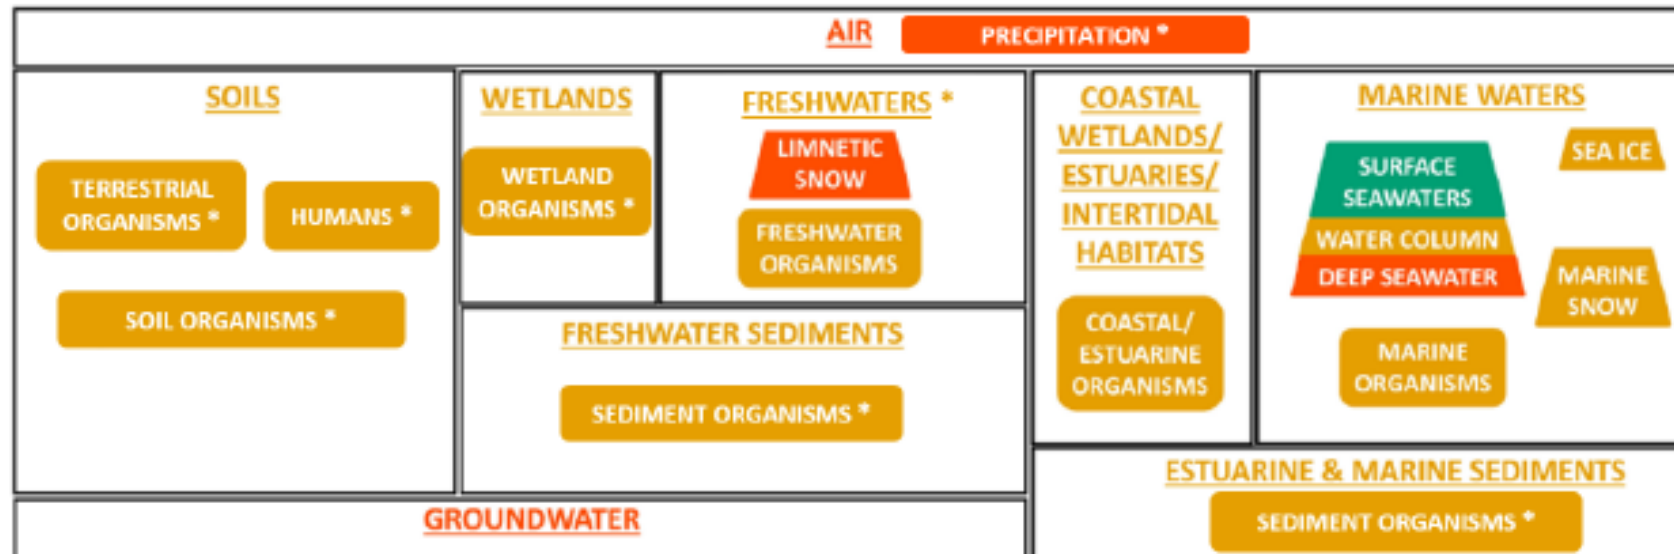 AIR
PRECIPITATION *
SOILS
TERRESTRIAL
ORGANISMS *
HUMANS *
SOIL ORGANISMS *
WETLANDS
WETLAND
ORGANISMS *
FRESHWATERS *
LIMNETIC
SNOW
FRESHWATER
ORGANISMS
FRESHWATER SEDIMENTS
SEDIMENT ORGANISMS *
COASTAL
WETLANDS/
ESTUARIES/
INTERTIDAL
HABITATS
COASTAL/
ESTUARINE
ORGANISMS
MARINE WATERS
SURFACE
SEAWATERS
WATER COLUMN
DEEP SEAWATER
SEA ICE
MARINE
SNOW
MARINE
ORGANISMS
ESTUARINE & MARINE SEDIMENTS
SEDIMENT ORGANISMS *
GROUNDWATER